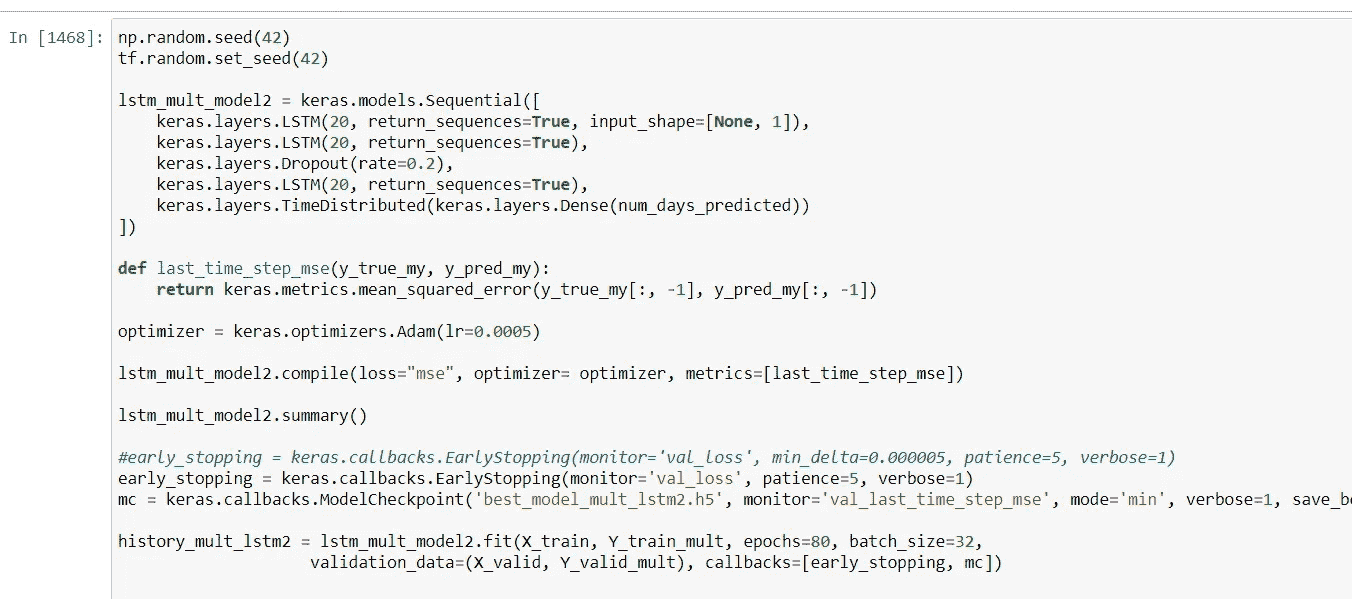 In [1468]: np.random.seed(42)
tf.random.set_seed(42)
lstm_mult_model2 = keras.models.Sequential([
keras.layers.LSTM(20, return_sequences=True, input_shape=[None, 1]),
keras.layers.LSTM(20, return_sequences=True),
keras.layers.Dropout(rate=0.2),
keras.layers.LSTM(20, return_sequences=True),
keras.layers.TimeDistributed(keras.layers.Dense(num_days_predicted))
])
def last_time_step_mse(y_true_my, y_pred_my):
return keras.metrics.mean_squared_error(y_true_my[:, -1], y_pred_my[:, -1])
optimizer = keras.optimizers.Adam(lr=0.0005)
lstm_mult_model2.compile(loss="mse", optimizer= optimizer, metrics=[last_time_step_mse])
lstm_mult_model2.summary()
#early_stopping = keras.callbacks.EarlyStopping(monitor='val_loss', min_delta=0.000005, patience=5, verbose=1)
early_stopping = keras.callbacks.EarlyStopping(monitor='val_loss', patience=5, verbose=1)
mc = keras.callbacks.ModelCheckpoint('best_model_mult_lstm2.h5', monitor='val_last_time_step_mse', mode='min', verbose=1,
history_mult_lstm2 = lstm_mult_model2.fit(X_train, Y_train_mult, epochs=80, batch_size=32,
validation_data=(X_valid, Y_valid_mult), callbacks=[early_stopping, mc])